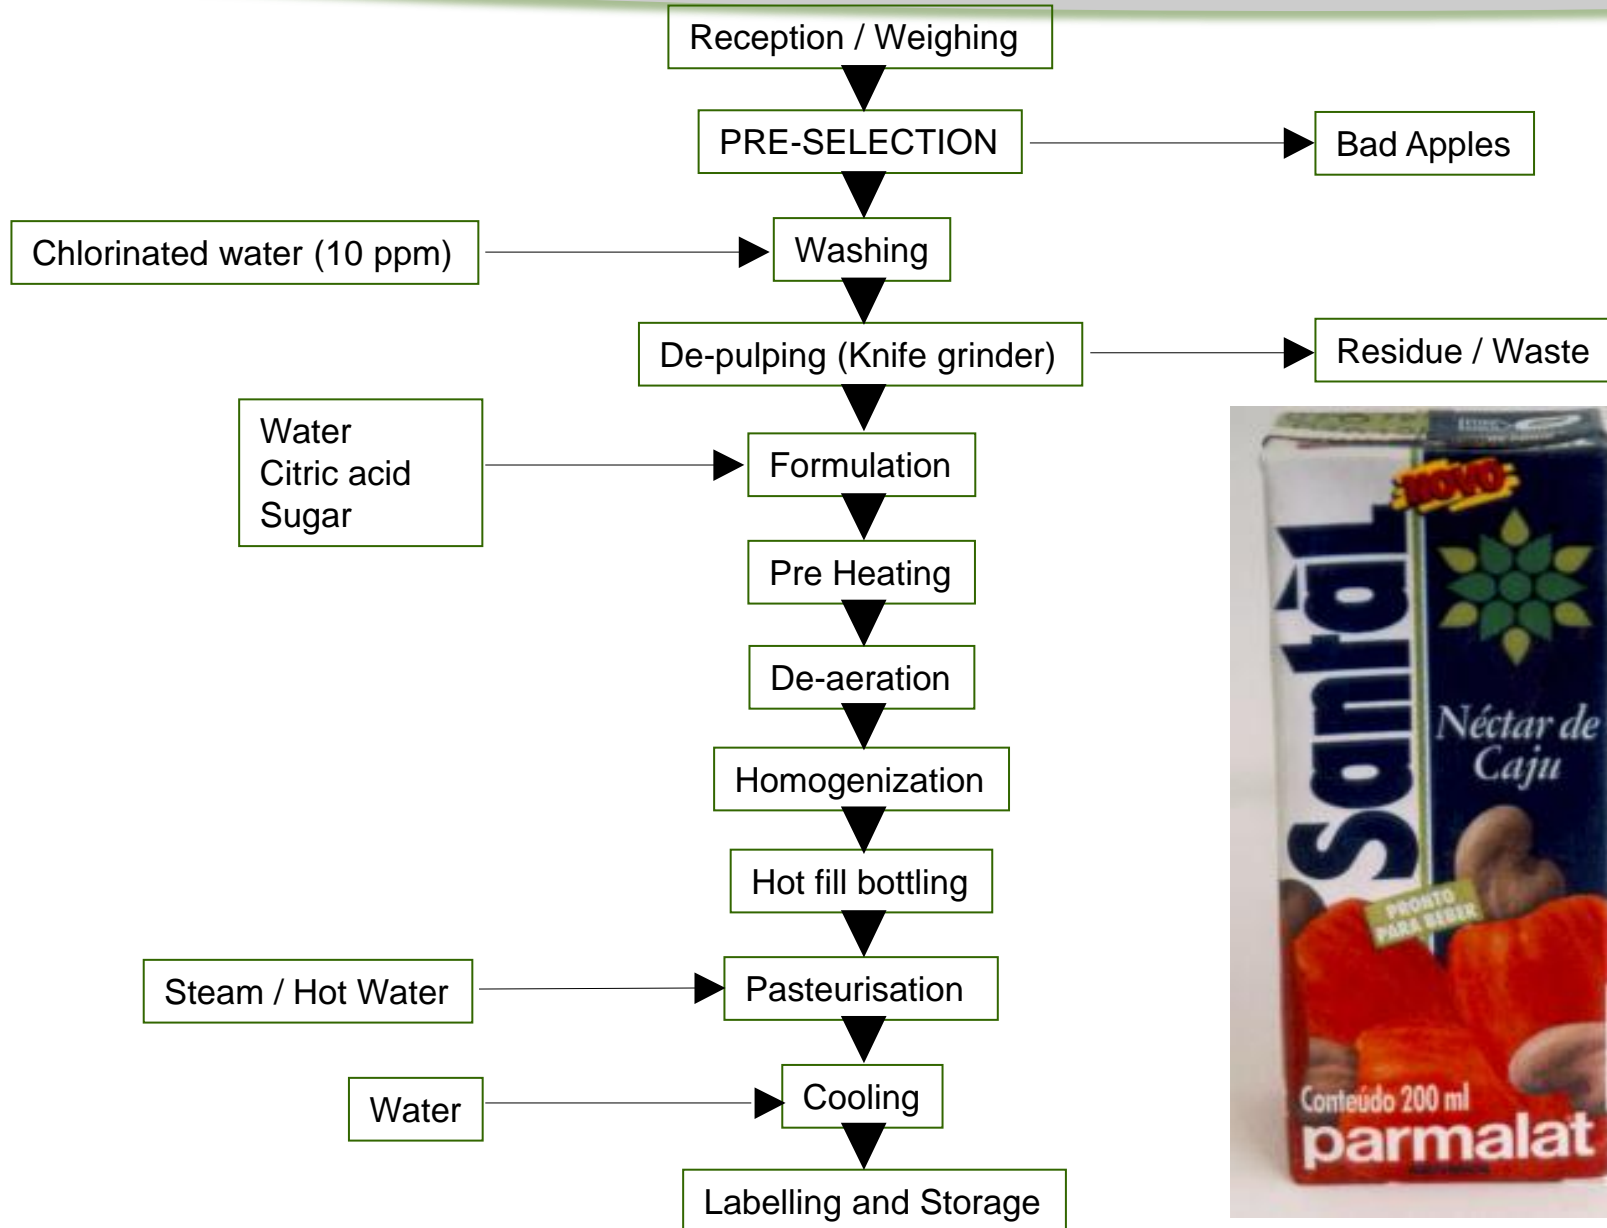 Reception / Weighing
PRE-SELECTION
Bad Apples
Chlorinated water (10 ppm)
Washing
De-pulping (Knife grinder)
Residue / Waste
Water
Citric acid
Sugar
Formulation
Pre Heating
De-aeration
Homogenization
Hot fill bottling
Steam / Hot Water
Pasteurisation
Water
Cooling
Labelling and Storage
NOVO
santàl
Néctar de
Caju
PRONTO
PARA BEBER
Conteúdo 200 ml
parmalat